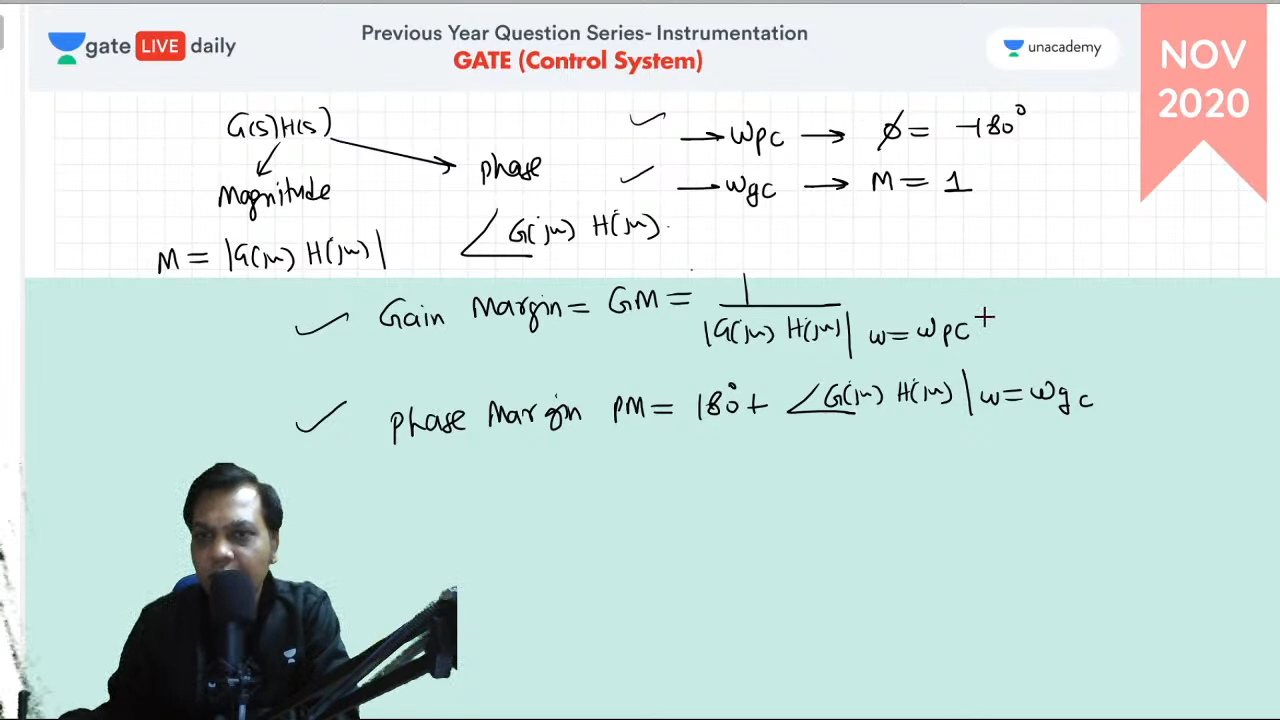 gate LIVE daily
Previous Year Question Series- Instrumentation
GATE (Control System)
unacademy
NOV
2020
G(s)H(s)
Magnitude
M = |G(jω) H(jω)|
phase
∠G(jω) H(jω)
→ ωpc → ϕ = -180°
→ ωgc → M = 1
Gain Margin = GM = 1 / |G(jω) H(jω)| ω = ωpc
Phase Margin PM = 180° + ∠G(jω) H(jω) | ω = ωgc